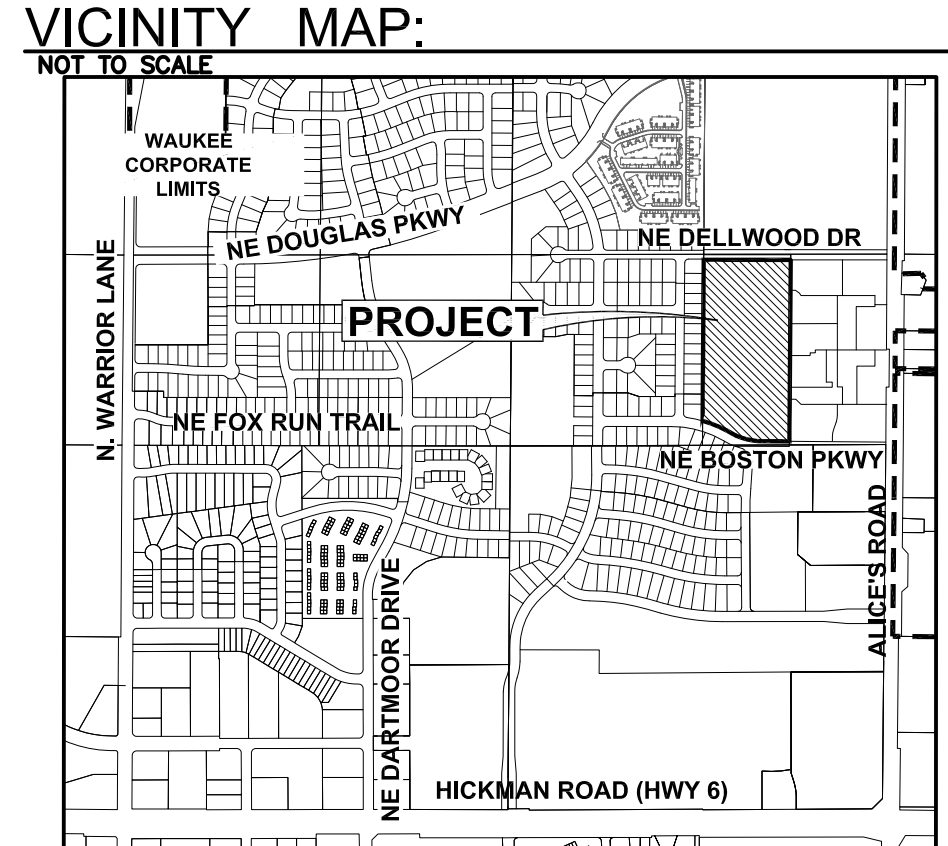 VICINITY MAP:
NOT TO SCALE
WAUKEE
CORPORATE
LIMITS
NE DOUGLAS PKWY
NE DELLWOOD DR
N. WARRIOR LANE
PROJECT
NE FOX RUN TRAIL
NE BOSTON PKWY
ALICE'S ROAD
NE DARTMOOR DRIVE
HICKMAN ROAD (HWY 6)